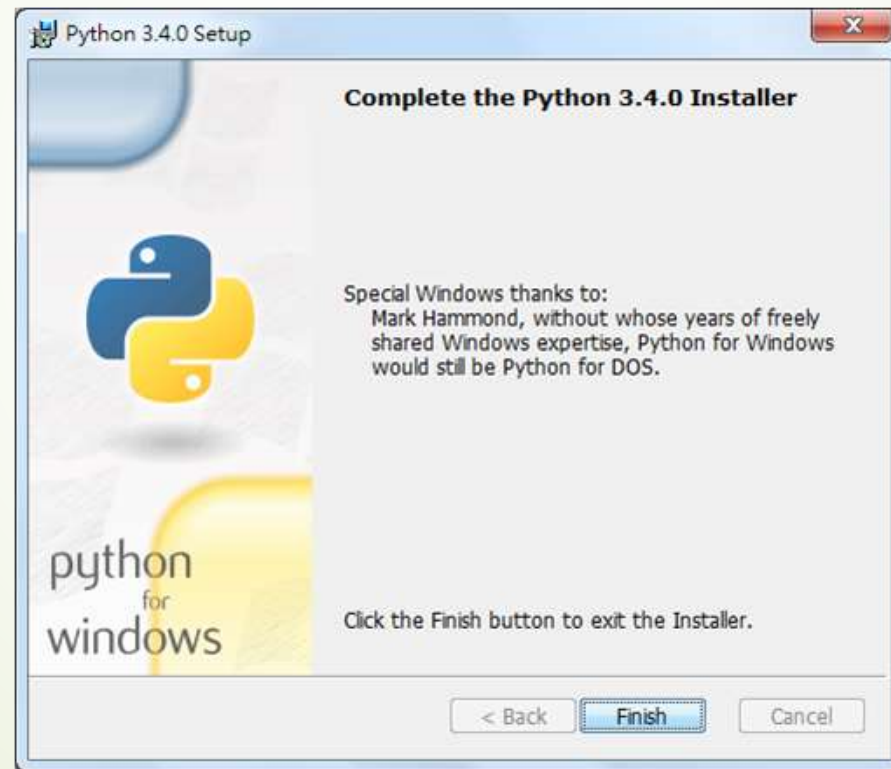 Python 3.4.0 Setup
Complete the Python 3.4.0 Installer
Special Windows thanks to:
Mark Hammond, without whose years of freely
shared Windows expertise, Python for Windows
would still be Python for DOS.
python
for
windows
Click the Finish button to exit the Installer.
< Back
Finish
Cancel